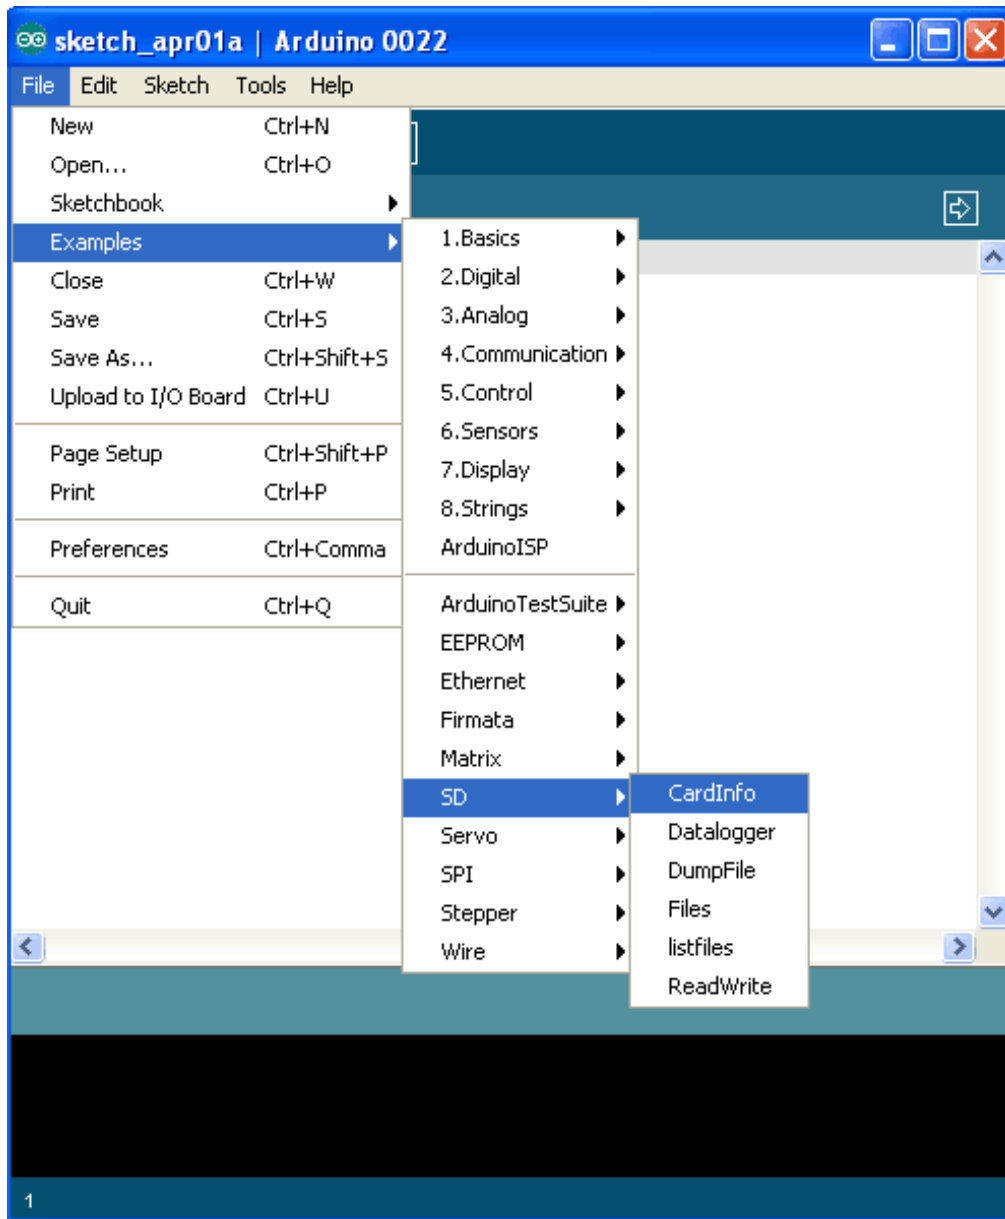 sketch_apr01a | Arduino 0022
File Edit Sketch Tools Help
New Ctrl+N
Open... Ctrl+O
Sketchbook
Examples
Close Ctrl+W
Save Ctrl+S
Save As... Ctrl+Shift+S
Upload to I/O Board Ctrl+U
Page Setup Ctrl+Shift+P
Print Ctrl+P
Preferences Ctrl+Comma
Quit Ctrl+Q
1.Basics
2.Digital
3.Analog
4.Communication
5.Control
6.Sensors
7.Display
8.Strings
ArduinoISP
ArduinoTestSuite
EEPROM
Ethernet
Firmata
Matrix
SD
Servo
SPI
Stepper
Wire
CardInfo
Datalogger
DumpFile
Files
listfiles
ReadWrite
1